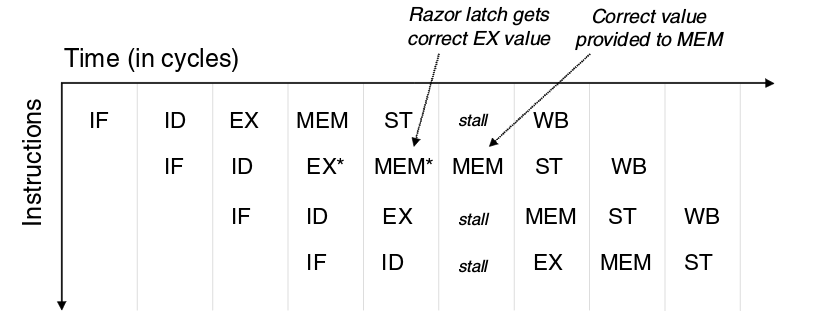 Razor latch gets
correct EX value
Correct value
provided to MEM
Time (in cycles)
Instructions
IF ID EX MEM ST stall WB
IF ID EX* MEM* MEM ST WB
IF ID EX stall MEM ST WB
IF ID stall EX MEM ST